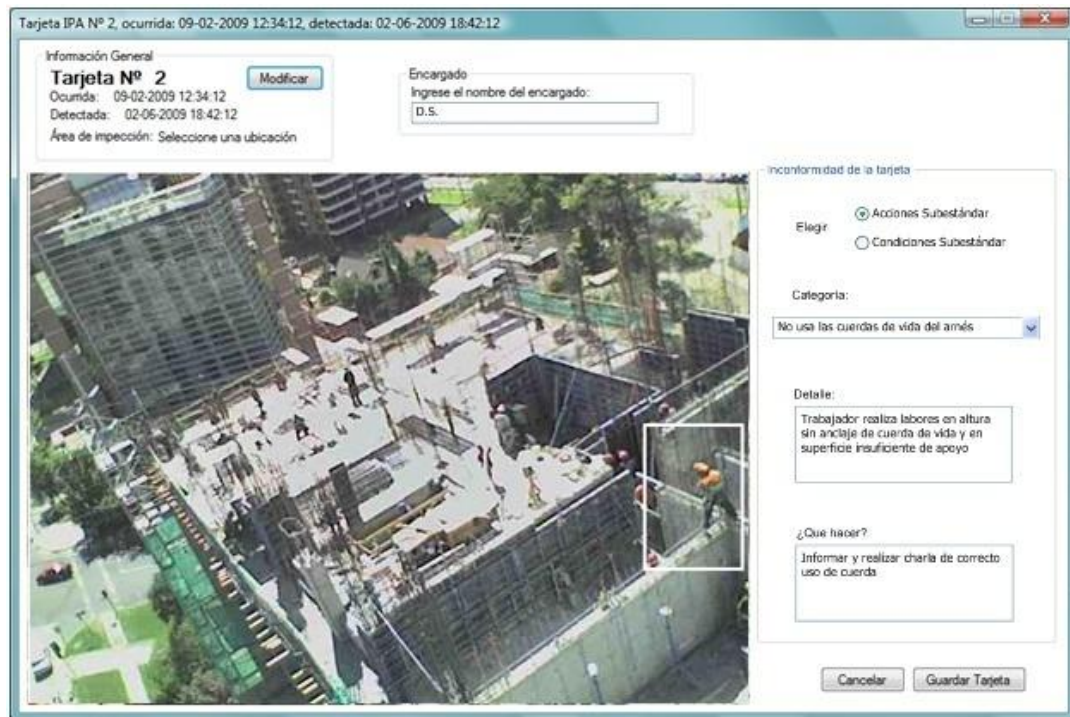 Tarjeta IPA Nº 2, ocurrida: 09-02-2009 12:34:12, detectada: 02-06-2009 18:42:12
Información General
Tarjeta Nº 2
Modificar
Ocurrida: 09-02-2009 12:34:12
Detectada: 02-06-2009 18:42:12
Área de impección: Seleccione una ubicación
Encargado
Ingrese el nombre del encargado:
D.S.
Inconformidad de la tarjeta
Elegir
Acciones Subestándar
Condiciones Subestándar
Categoría:
No usa las cuerdas de vida del arnés
Detalle:
Trabajador realiza labores en altura
sin anclaje de cuerda de vida y en
superficie insuficiente de apoyo
¿Que hacer?
Informar y realizar charla de correcto
uso de cuerda
Cancelar
Guardar Tarjeta